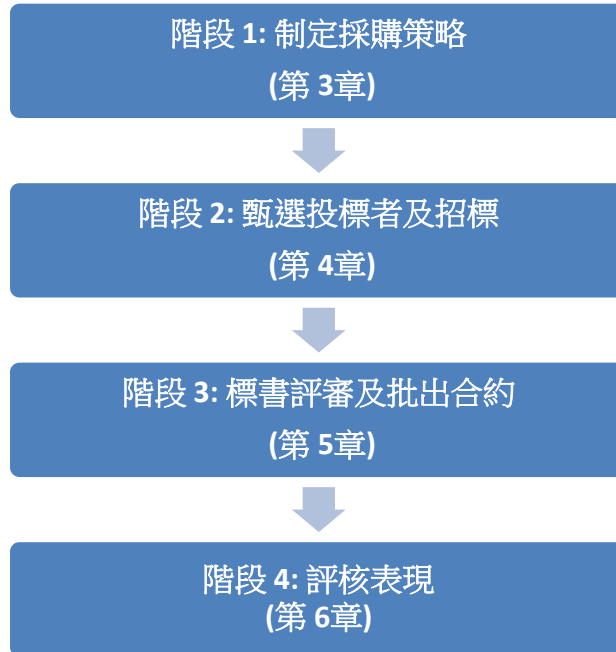 階段 1: 制定採購策略
(第 3章)
階段 2: 甄選投標者及招標
(第 4章)
階段 3: 標書評審及批出合約
(第 5章)
階段 4: 評核表現
(第 6章)